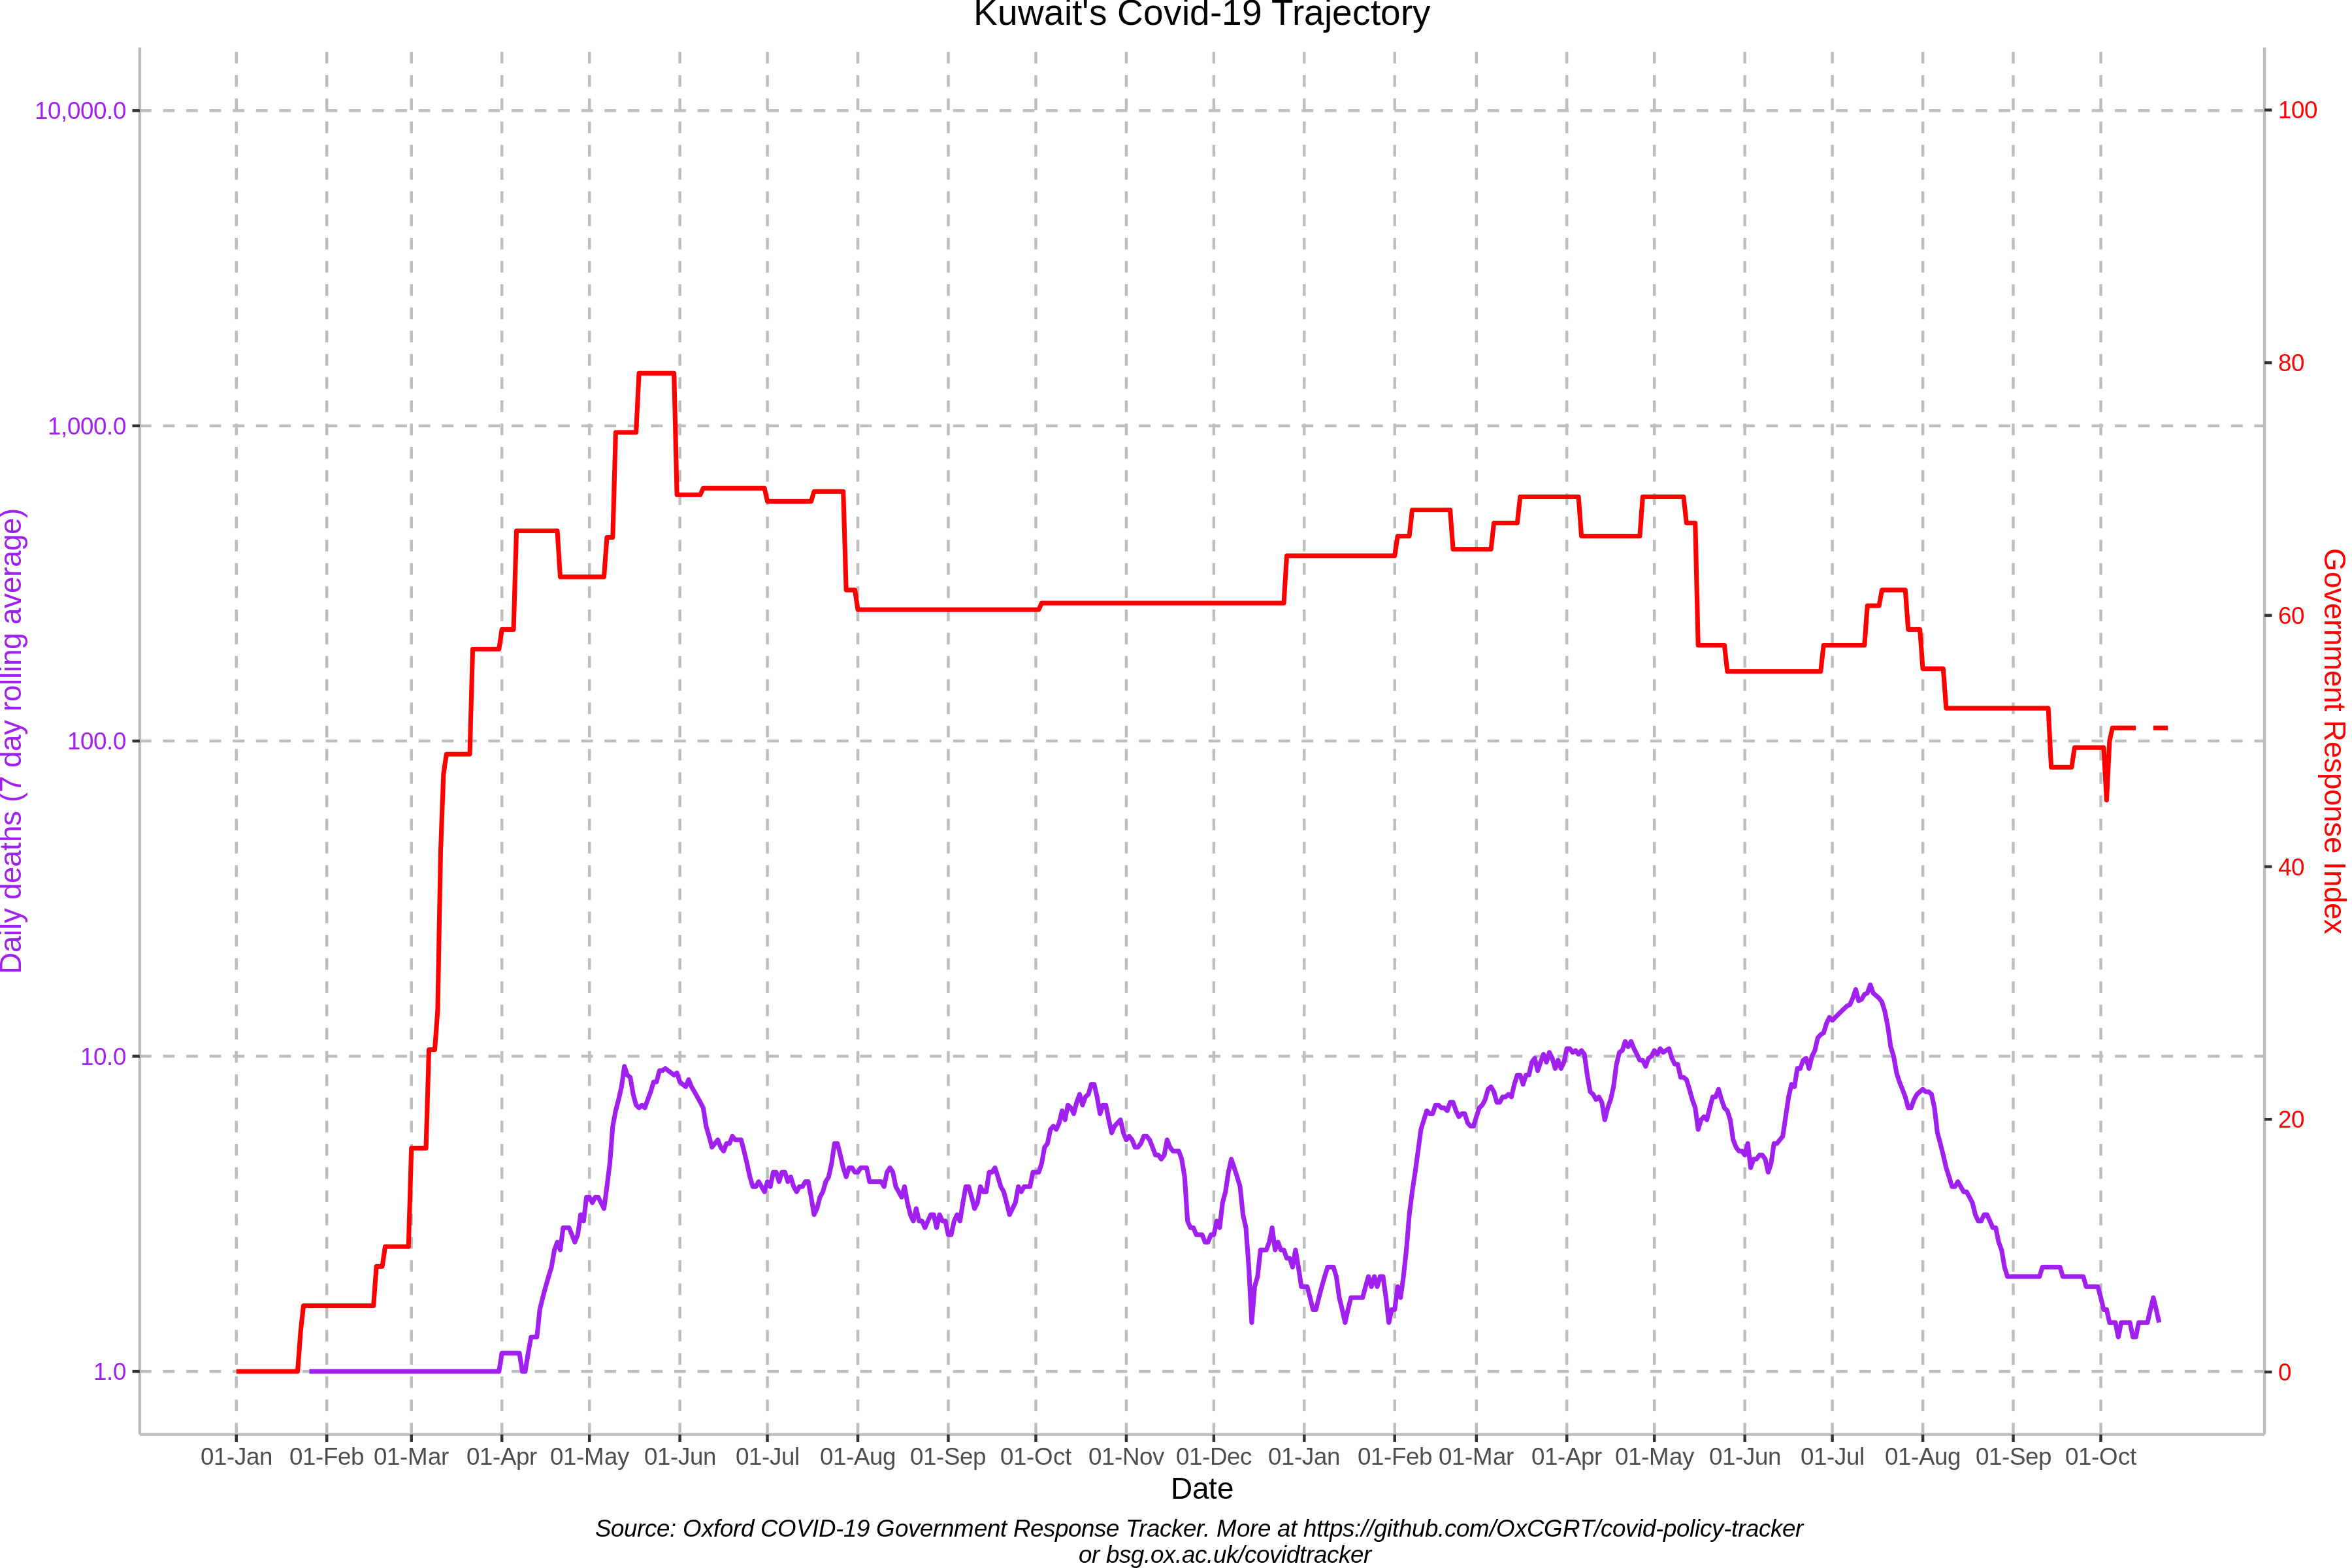 Kuwait's Covid-19 Trajectory
10,000.0
1,000.0
100.0
10.0
1.0
Daily deaths (7 day rolling average)
100
80
60
40
20
0
Government Response Index
01-Jan 01-Feb 01-Mar 01-Apr 01-May 01-Jun 01-Jul 01-Aug 01-Sep 01-Oct 01-Nov 01-Dec 01-Jan 01-Feb 01-Mar 01-Apr 01-May 01-Jun 01-Jul 01-Aug 01-Sep 01-Oct
Date
Source: Oxford COVID-19 Government Response Tracker. More at https://github.com/OxCGRT/covid-policy-tracker
or bsg.ox.ac.uk/covidtracker